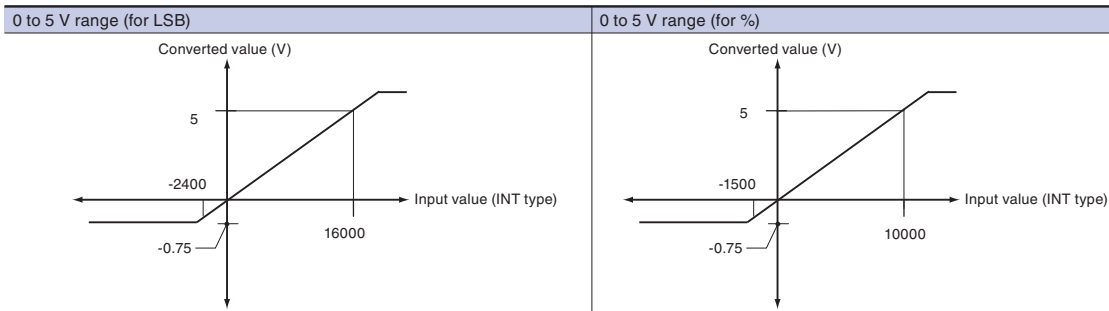 0 to 5 V range (for LSB)
Converted value (V)
5
-2400
Input value (INT type)
16000
-0.75
0 to 5 V range (for %)
Converted value (V)
5
-1500
Input value (INT type)
10000
-0.75